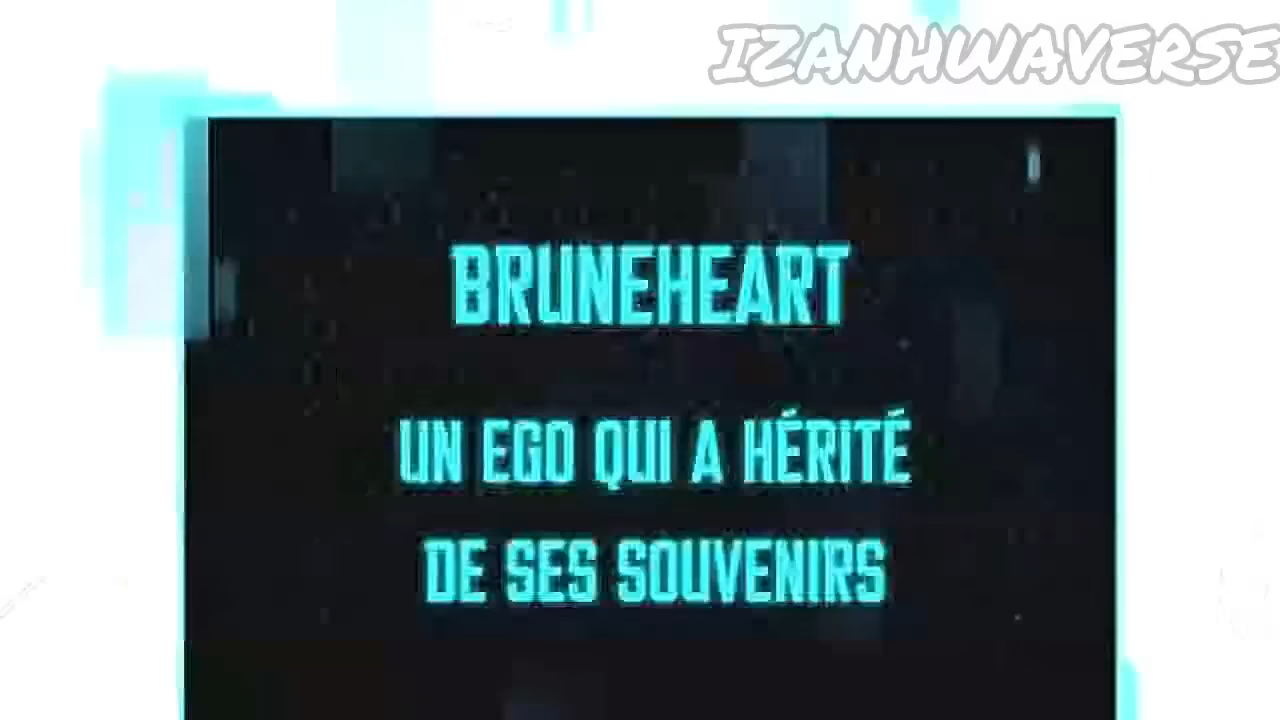 IZANHWAVERSE
BRUNEHEART
UN EGO QUI A HÉRITÉ
DE SES SOUVENIRS